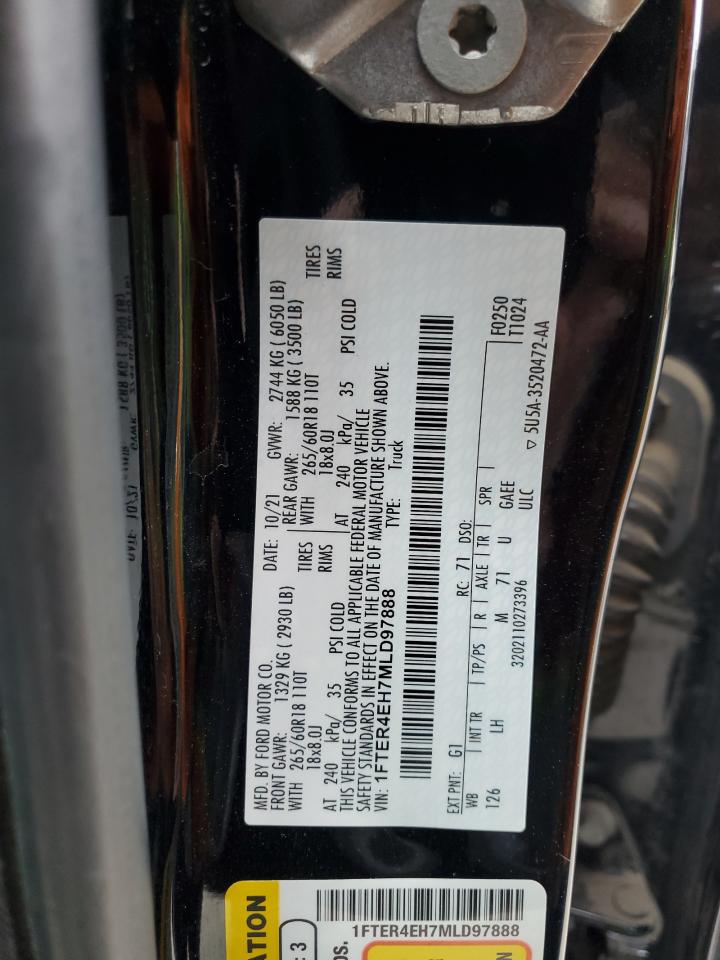 MFD. BY FORD MOTOR CO.
DATE: 10/21
GVWR: 2744 KG ( 6050 LB)
FRONT GAWR: 1329 KG ( 2930 LB)
REAR GAWR: 1588 KG ( 3500 LB)
WITH 265/60R18 110T TIRES
WITH 265/60R18 110T TIRES
18x8.0J RIMS
18x8.0J RIMS
AT 240 kPa/ 35 PSI COLD
AT 240 kPa/ 35 PSI COLD
THIS VEHICLE CONFORMS TO ALL APPLICABLE FEDERAL MOTOR VEHICLE
SAFETY STANDARDS IN EFFECT ON THE DATE OF MANUFACTURE SHOWN ABOVE.
VIN: 1FTER4EH7MLD97888
TYPE: Truck
F0250
T1024
EXT PNT: G1 RC: 71 DSO:
WB INT TR TP/PS R AXLE TR SPR
126 LH M 71 U GAEE
ULC
3202110273396
▽ 5U5A-3520472-AA
ATION
: 3
OS.
1FTER4EH7MLD97888